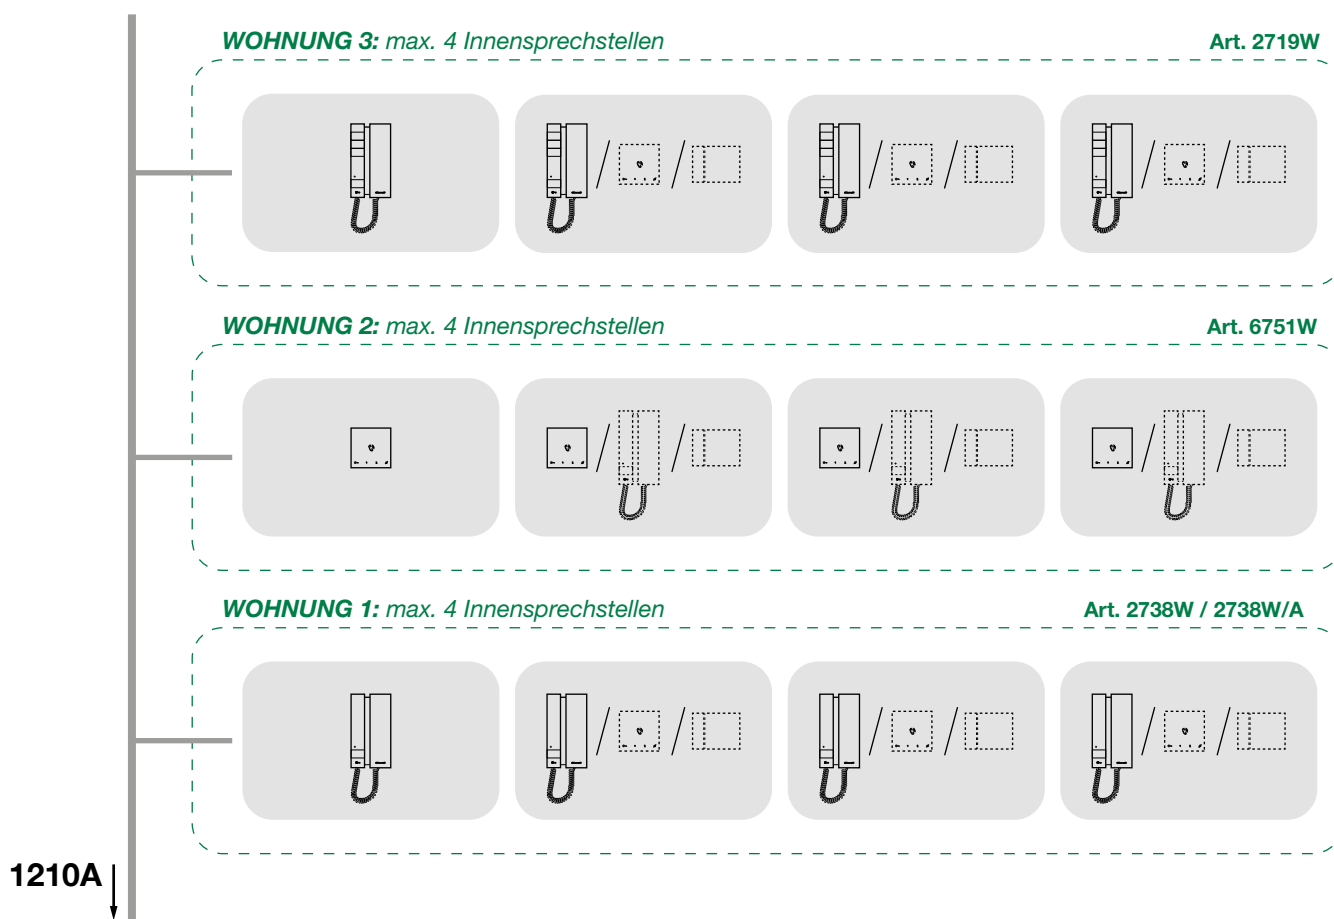 WOHNUNG 3: max. 4 Innensprechstellen Art. 2719W
WOHNUNG 2: max. 4 Innensprechstellen Art. 6751W
WOHNUNG 1: max. 4 Innensprechstellen Art. 2738W / 2738W/A
1210A